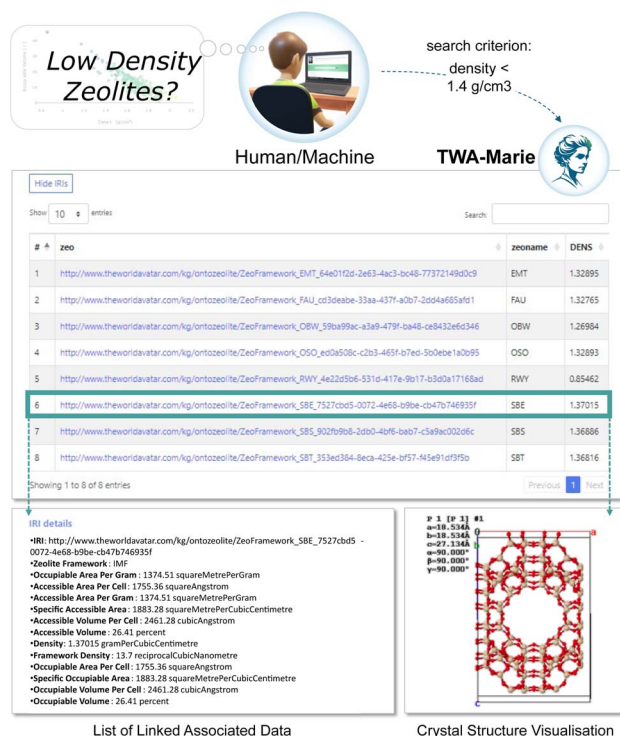 Low Density
Zeolites?
search criterion:
density <
1.4 g/cm3
Human/Machine
TWA-Marie
Hide IRIs
Show 10 entries
Search:
# zeo zeoname DENS
1 http://www.theworldavatar.com/kg/ontozeolite/ZeoFramework_EMT_64e01f2d-2e63-4ac3-bc48-77372149d0c9 EMT 1.32895
2 http://www.theworldavatar.com/kg/ontozeolite/ZeoFramework_FAU_cd3deabe-33aa-437f-a0b7-2dd4a685afd1 FAU 1.32765
3 http://www.theworldavatar.com/kg/ontozeolite/ZeoFramework_OBW_59ba99ac-a3a9-479f-ba48-ce8432e6d346 OBW 1.26984
4 http://www.theworldavatar.com/kg/ontozeolite/ZeoFramework_OSO_ed0a508c-c2b3-465f-b7ed-5b0ebe1a0b95 OSO 1.32893
5 http://www.theworldavatar.com/kg/ontozeolite/ZeoFramework_RWY_4e22d5b6-531d-417e-9b17-b3d0a17168ad RWY 0.85462
6 http://www.theworldavatar.com/kg/ontozeolite/ZeoFramework_SBE_7527cbd5-0072-4e68-b9be-cb47b746935f SBE 1.37015
7 http://www.theworldavatar.com/kg/ontozeolite/ZeoFramework_SBS_902fb9b8-2db0-4bf6-bab7-c5a9ac002d6c SBS 1.36886
8 http://www.theworldavatar.com/kg/ontozeolite/ZeoFramework_SBT_353ed384-8eca-425e-bf57-f45e91df3f5b SBT 1.36816
Showing 1 to 8 of 8 entries
Previous 1 Next
IRI details
•IRI: http://www.theworldavatar.com/kg/ontozeolite/ZeoFramework_SBE_7527cbd5 -
0072-4e68-b9be-cb47b746935f
•Zeolite Framework : IMF
•Occupiable Area Per Gram : 1374.51 squareMetrePerGram
•Accessible Area Per Cell : 1755.36 squareAngstrom
•Accessible Area Per Gram : 1374.51 squareMetrePerGram
•Specific Accessible Area : 1883.28 squareMetrePerCubicCentimetre
•Accessible Volume Per Cell : 2461.28 cubicAngstrom
•Accessible Volume : 26.41 percent
•Density: 1.37015 gramPerCubicCentimetre
•Framework Density : 13.7 reciprocalCubicNanometre
•Occupiable Area Per Cell : 1755.36 squareAngstrom
•Specific Occupiable Area : 1883.28 squareMetrePerCubicCentimetre
•Occupiable Volume Per Cell : 2461.28 cubicAngstrom
•Occupiable Volume : 26.41 percent
P 1 [P 1] #1
a=18.534Å
b=18.534Å
c=27.134Å
α=90.000°
β=90.000°
γ=90.000°
0
a
b
c
List of Linked Associated Data
Crystal Structure Visualisation